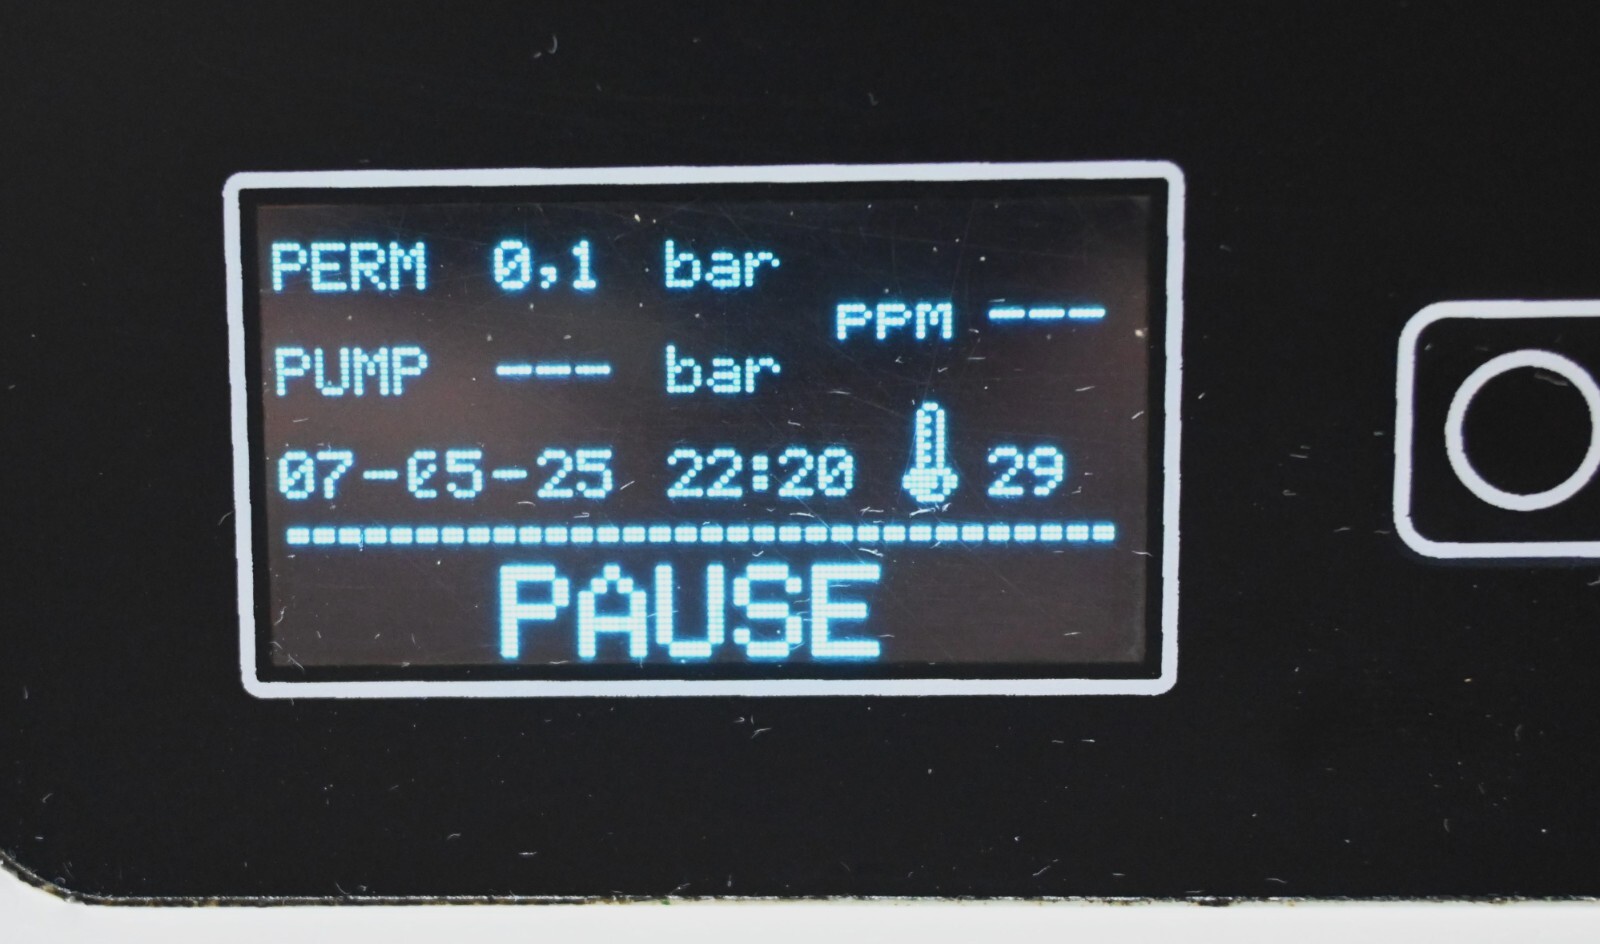 PERM 0,1 bar
PPM ---
PUMP --- bar
07-05-25 22:20 29
PAUSE